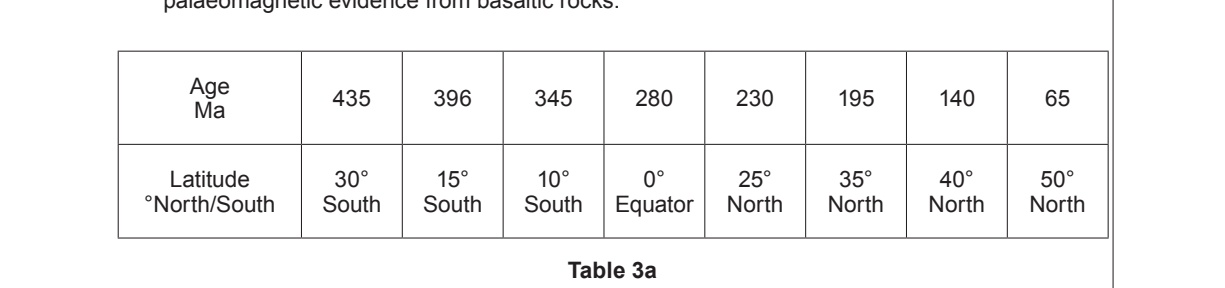 palaeomagnetic evidence from basaltic rocks.
Age
Ma
435
396
345
280
230
195
140
65
Latitude
°North/South
30°
South
15°
South
10°
South
0°
Equator
25°
North
35°
North
40°
North
50°
North
Table 3a